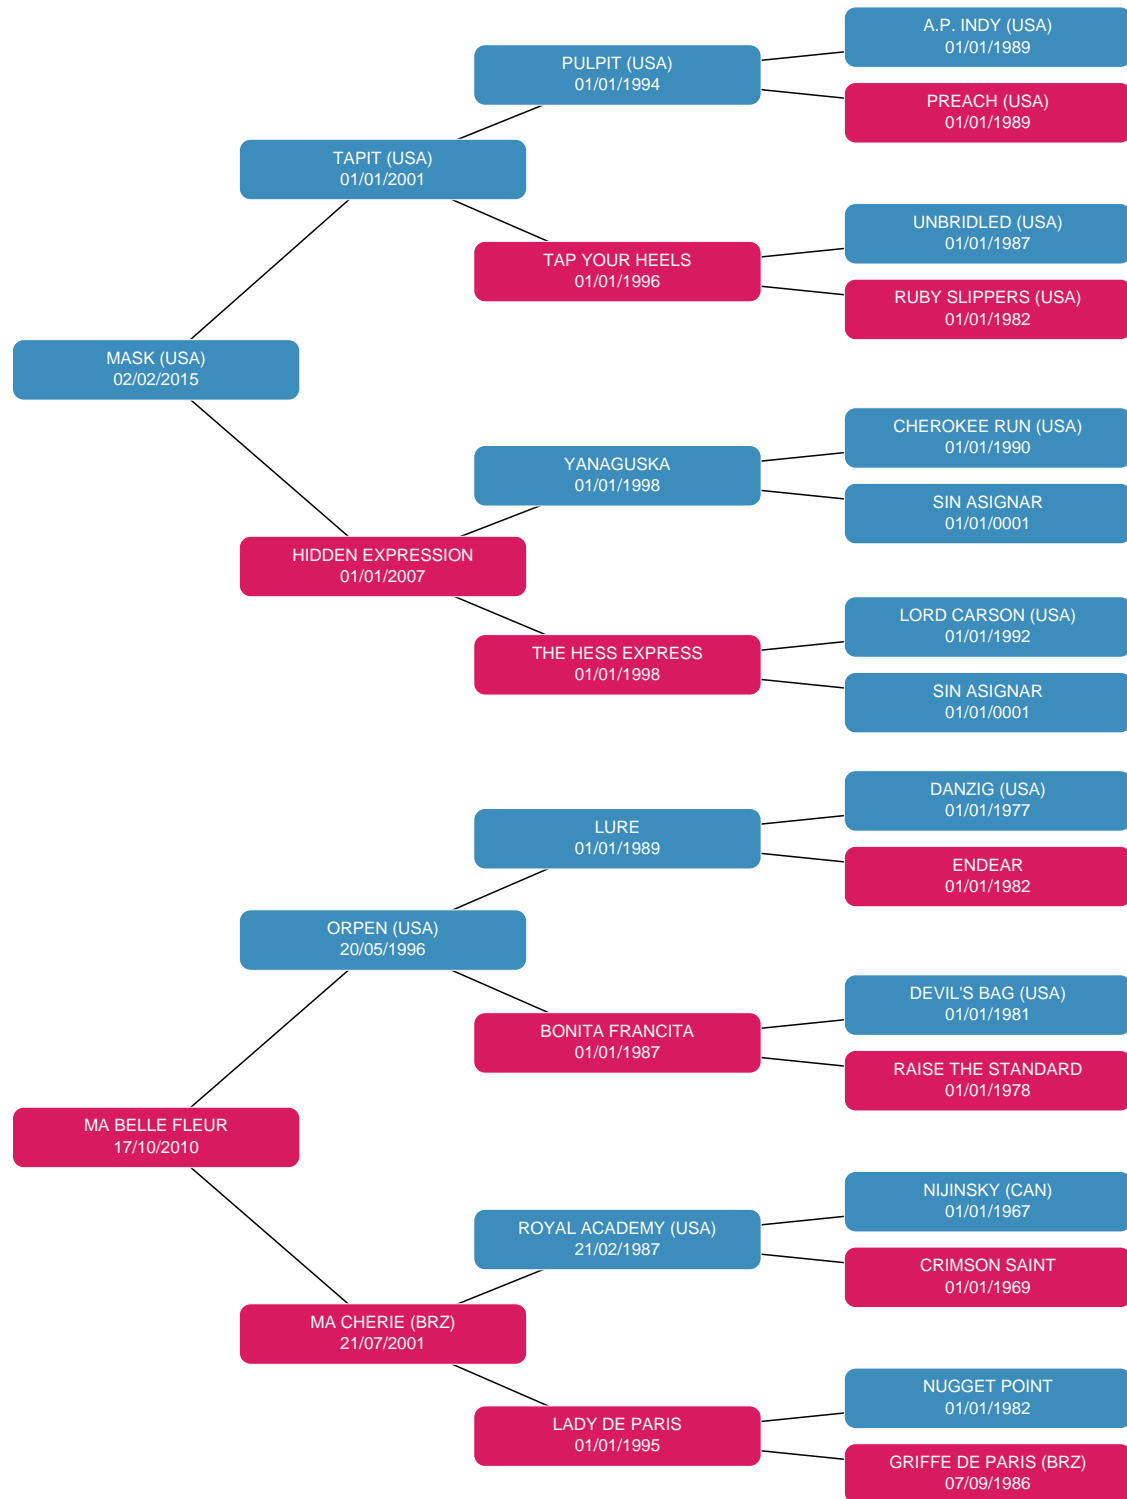 A.P. INDY (USA)
01/01/1989
PULPIT (USA)
01/01/1994
PREACH (USA)
01/01/1989
TAPIT (USA)
01/01/2001
UNBRIDLED (USA)
01/01/1987
TAP YOUR HEELS
01/01/1996
RUBY SLIPPERS (USA)
01/01/1982
MASK (USA)
02/02/2015
CHEROKEE RUN (USA)
01/01/1990
YANAGUSKA
01/01/1998
SIN ASIGNAR
01/01/0001
HIDDEN EXPRESSION
01/01/2007
LORD CARSON (USA)
01/01/1992
THE HESS EXPRESS
01/01/1998
SIN ASIGNAR
01/01/0001
DANZIG (USA)
01/01/1977
LURE
01/01/1989
ENDEAR
01/01/1982
ORPEN (USA)
20/05/1996
DEVIL'S BAG (USA)
01/01/1981
BONITA FRANCITA
01/01/1987
RAISE THE STANDARD
01/01/1978
MA BELLE FLEUR
17/10/2010
NIJINSKY (CAN)
01/01/1967
ROYAL ACADEMY (USA)
21/02/1987
CRIMSON SAINT
01/01/1969
MA CHERIE (BRZ)
21/07/2001
NUGGET POINT
01/01/1982
LADY DE PARIS
01/01/1995
GRIFFE DE PARIS (BRZ)
07/09/1986